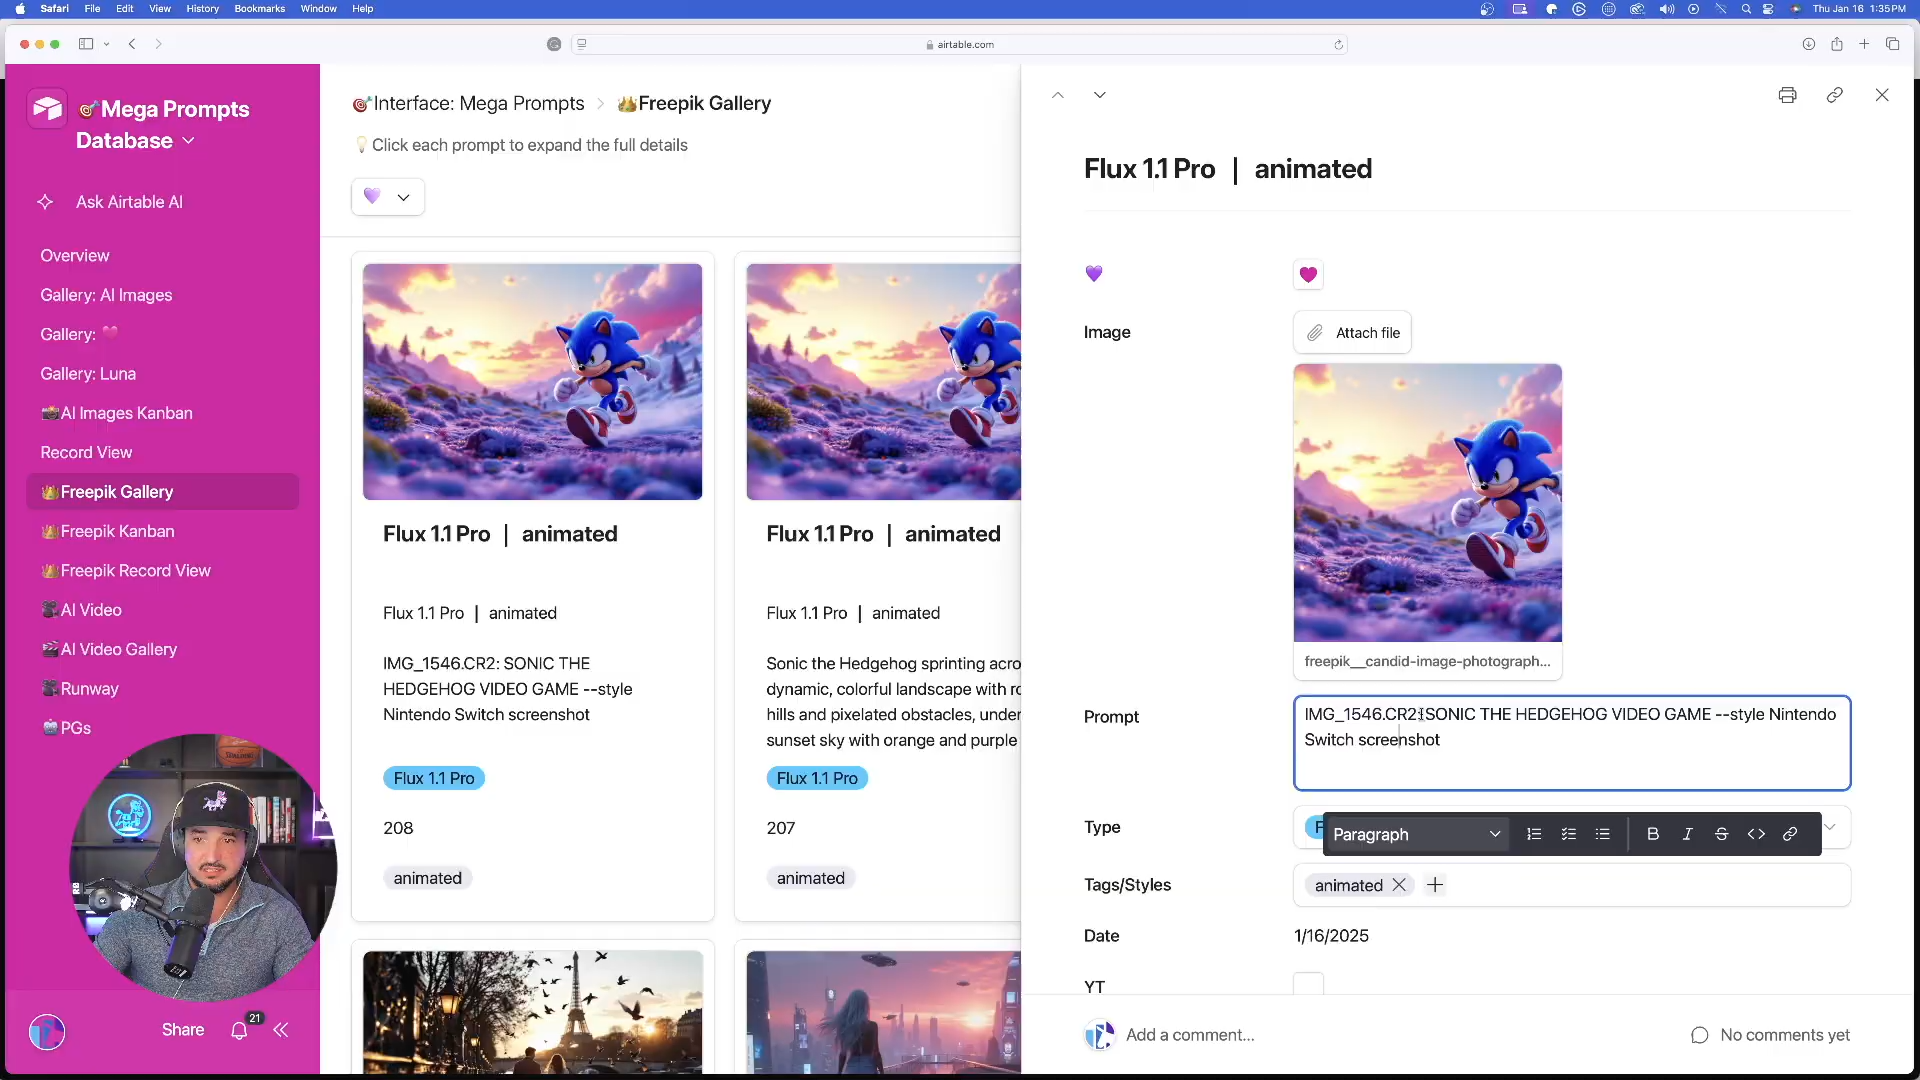 Safari File Edit View History Bookmarks Window Help
Thu Jan 16 1:35PM
airtable.com
🎯Mega Prompts
Database
Ask Airtable AI
Overview
Gallery: AI Images
Gallery: 💗
Gallery: Luna
📸AI Images Kanban
Record View
👑Freepik Gallery
👑Freepik Kanban
👑Freepik Record View
🎥AI Video
🎬AI Video Gallery
🎥Runway
🤖PGs
Share
21
🎯Interface: Mega Prompts > 👑Freepik Gallery
💡Click each prompt to expand the full details
💜
Flux 1.1 Pro | animated
Flux 1.1 Pro | animated
IMG_1546.CR2: SONIC THE
HEDGEHOG VIDEO GAME --style
Nintendo Switch screenshot
Flux 1.1 Pro
208
animated
Flux 1.1 Pro | animated
Flux 1.1 Pro | animated
Sonic the Hedgehog sprinting acro
dynamic, colorful landscape with ro
hills and pixelated obstacles, under
sunset sky with orange and purple
Flux 1.1 Pro
207
animated
Flux 1.1 Pro | animated
💜
Image
Attach file
freepik__candid-image-photograph...
Prompt
IMG_1546.CR2: SONIC THE HEDGEHOG VIDEO GAME --style Nintendo
Switch screenshot
Type
F
Paragraph
Tags/Styles
animated
Date
1/16/2025
YT
Add a comment...
No comments yet